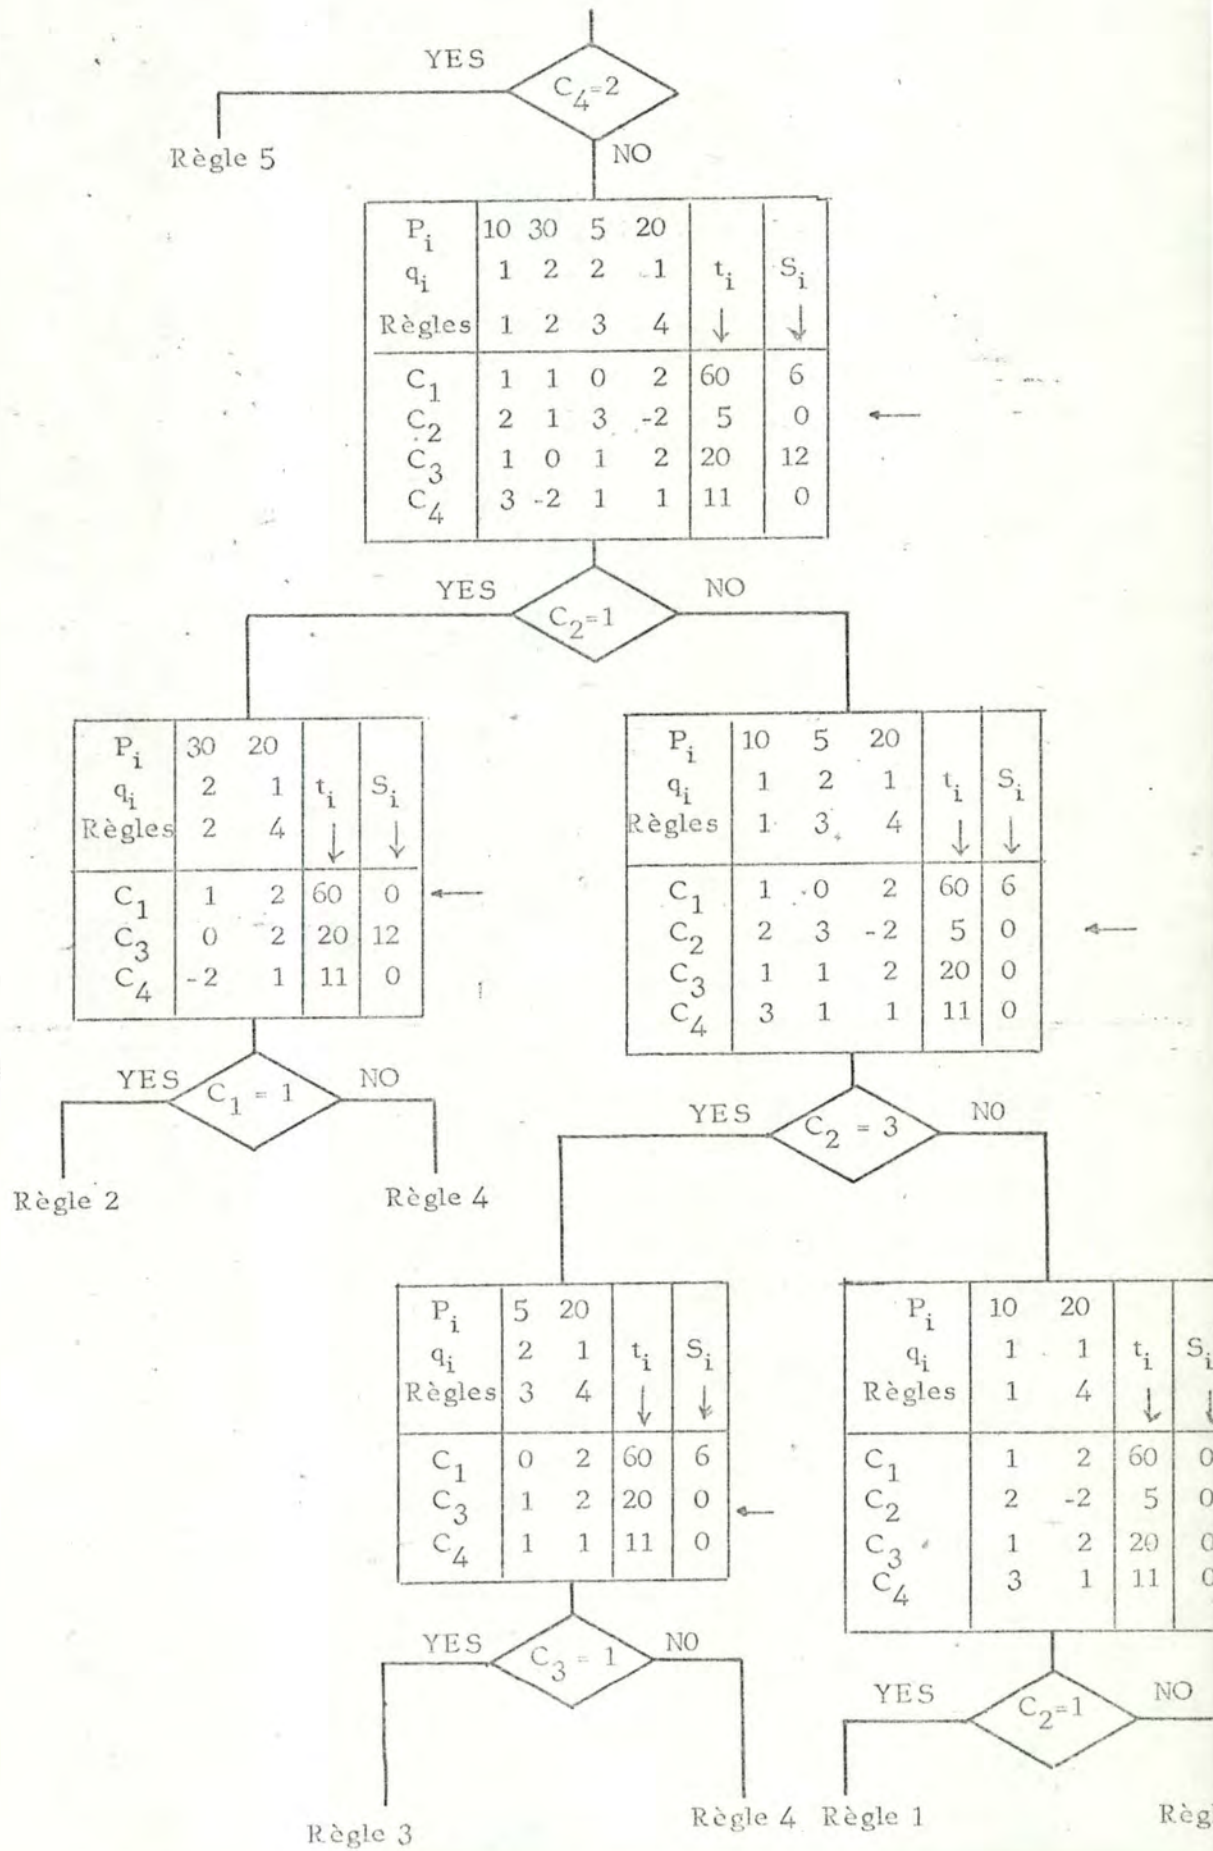 YES
C4=2
Règle 5
NO
Pi 10 30 5 20
qi 1 2 2 1 ti Si
Règles 1 2 3 4 ↓ ↓
C1 1 1 0 2 60 6
C2 2 1 3 -2 5 0 ←
C3 1 0 1 2 20 12
C4 3 -2 1 1 11 0
YES NO
C2=1
Pi 30 20
qi 2 1 ti Si
Règles 2 4 ↓ ↓
C1 1 2 60 0 ←
C3 0 2 20 12
C4 -2 1 11 0
YES NO
C1 = 1
Règle 2 Règle 4
Pi 10 5 20
qi 1 2 1 ti Si
Règles 1 3 4 ↓ ↓
C1 1 0 2 60 6
C2 2 3 -2 5 0 ←
C3 1 1 2 20 0
C4 3 1 1 11 0
YES NO
C2 = 3
Pi 5 20
qi 2 1 ti Si
Règles 3 4 ↓ ↓
C1 0 2 60 6
C3 1 2 20 0 ←
C4 1 1 11 0
YES NO
C3 = 1
Règle 3 Règle 4
Pi 10 20
qi 1 1 ti Si
Règles 1 4 ↓ ↓
C1 1 2 60 0
C2 2 -2 5 0
C3 1 2 20 0
C4 3 1 11 0
YES NO
C2=1
Règle 1 Règl